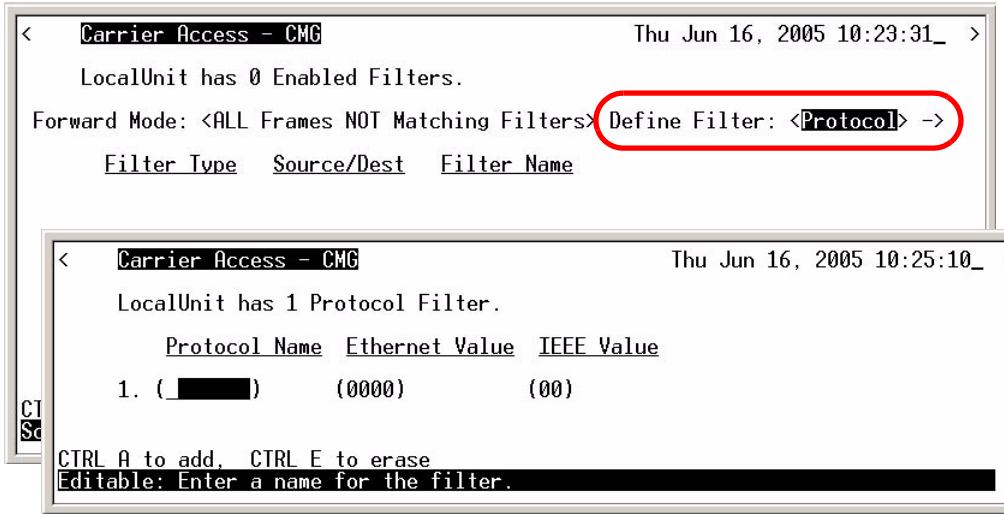 < Carrier Access - CMG Thu Jun 16, 2005 10:23:31_ >
LocalUnit has 0 Enabled Filters.
Forward Mode: <ALL Frames NOT Matching Filters> Define Filter: <Protocol> ->
Filter Type Source/Dest Filter Name
< Carrier Access - CMG Thu Jun 16, 2005 10:25:10_
LocalUnit has 1 Protocol Filter.
Protocol Name Ethernet Value IEEE Value
1. (_ ) (0000) (00)
CTRL A to add, CTRL E to erase
Editable: Enter a name for the filter.